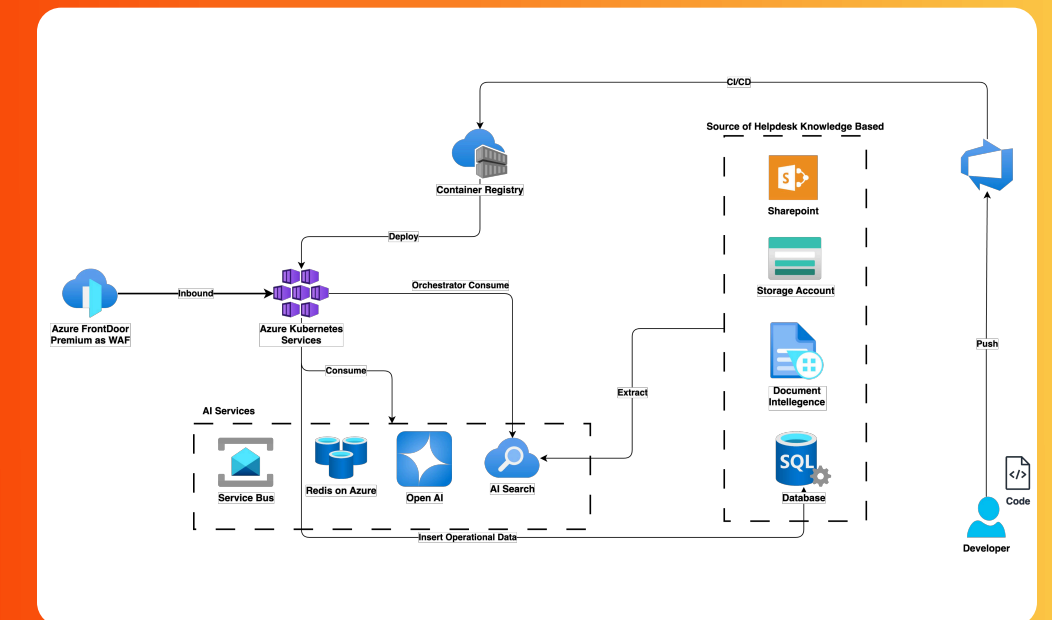 CI/CD
Source of Helpdesk Knowledge Based
S
Sharepoint
Container Registry
Deploy
Storage Account
Orchestrator Consume
Inbound
Azure FrontDoor
Premium as WAF
Azure Kubernetes
Services
Push
Consume
Extract
Document
Intellegence
AI Services
SQL
Service Bus
Redis on Azure
Open AI
AI Search
Database
</>
Code
Insert Operational Data
Developer